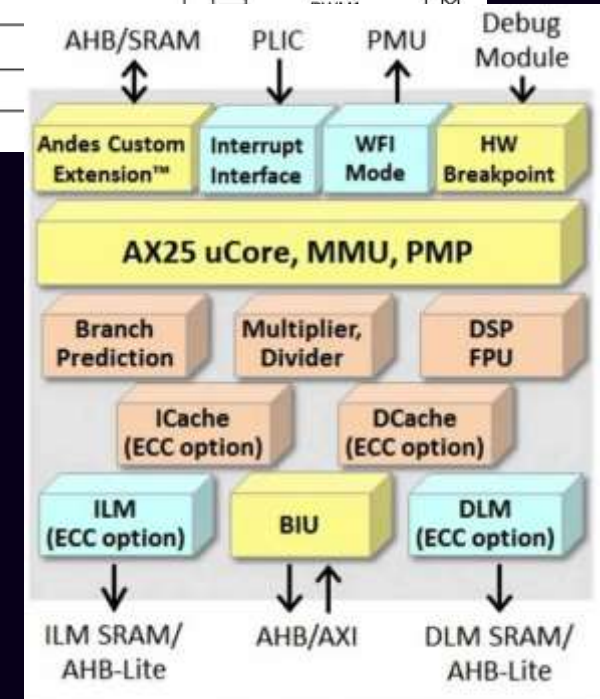 PWM1
AHB/SRAM
PLIC
PMU
Debug
Module
Andes Custom
Extension™
Interrupt
Interface
WFI
Mode
HW
Breakpoint
AX25 uCore, MMU, PMP
Branch
Prediction
Multiplier,
Divider
DSP
FPU
ICache
(ECC option)
DCache
(ECC option)
ILM
(ECC option)
BIU
DLM
(ECC option)
ILM SRAM/
AHB-Lite
AHB/AXI
DLM SRAM/
AHB-Lite